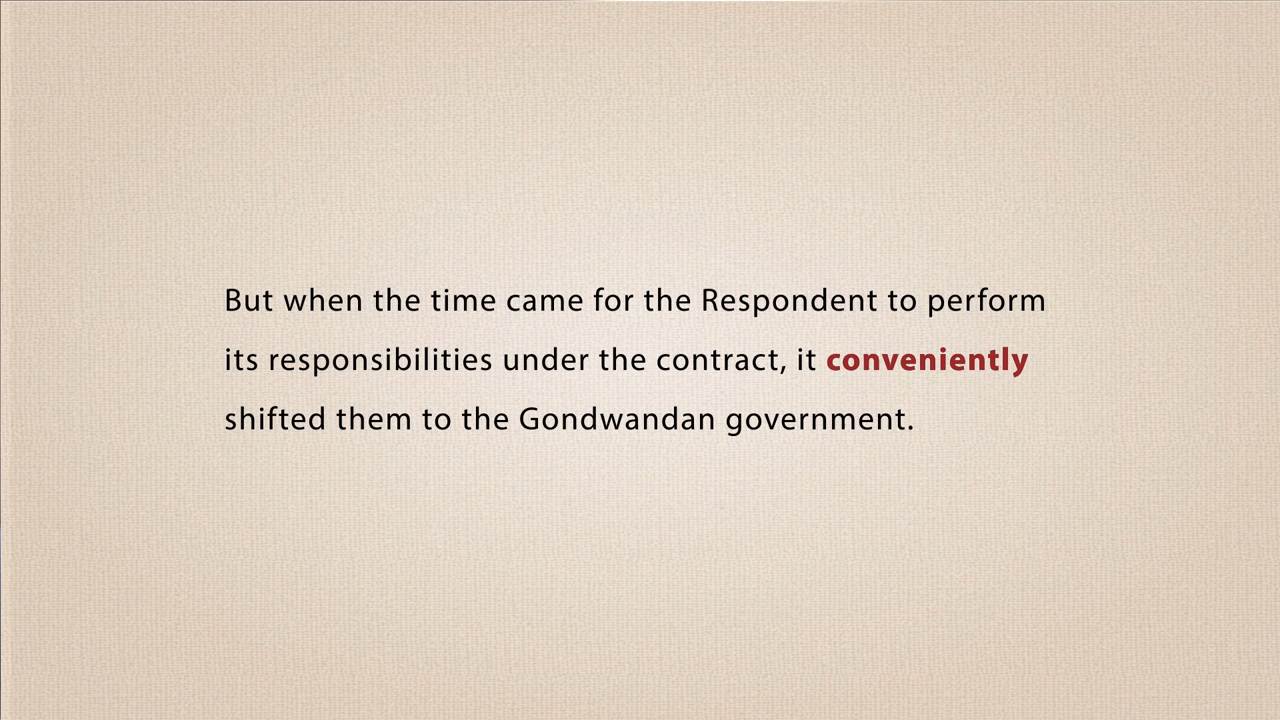 But when the time came for the Respondent to perform
its responsibilities under the contract, it conveniently
shifted them to the Gondwandan government.